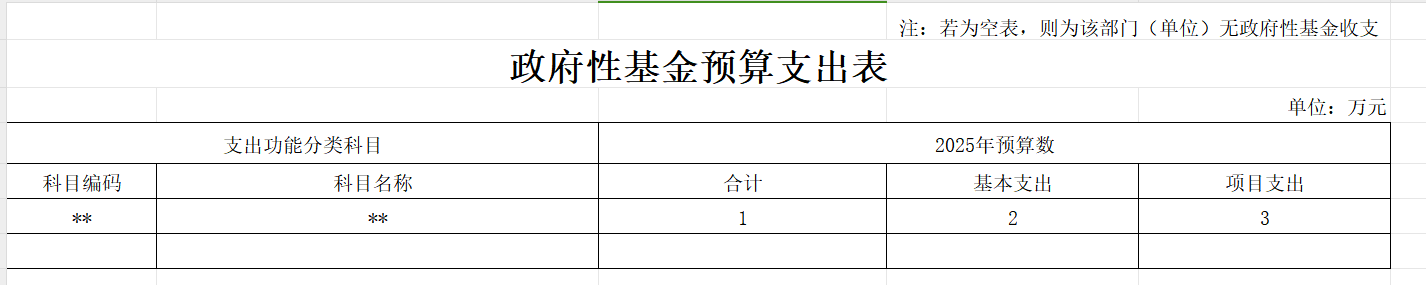 注：若为空表，则为该部门（单位）无政府性基金收支
政府性基金预算支出表
单位：万元
支出功能分类科目 2025年预算数
科目编码 科目名称 合计 基本支出 项目支出
** ** 1 2 3